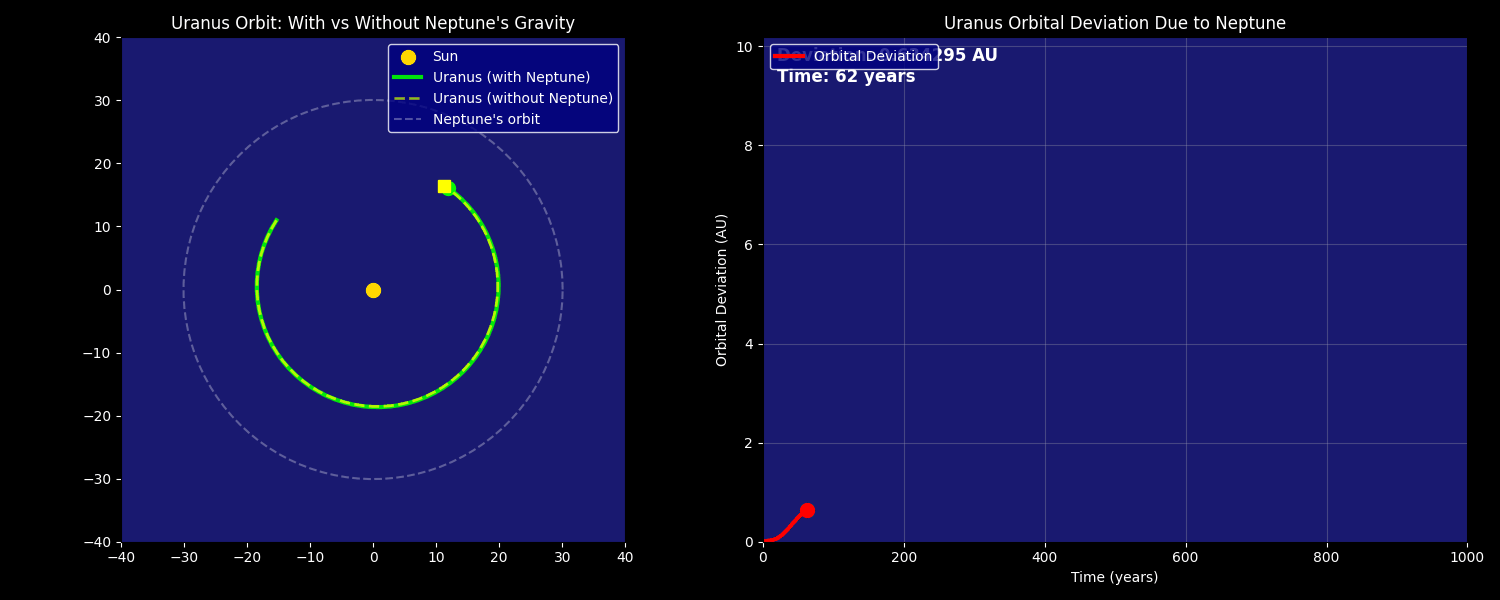 Uranus Orbit: With vs Without Neptune's Gravity
40
30
20
10
0
−10
−20
−30
−40
−40 −30 −20 −10 0 10 20 30 40
Sun
Uranus (with Neptune)
Uranus (without Neptune)
Neptune's orbit
Uranus Orbital Deviation Due to Neptune
Orbital Deviation (AU)
10
8
6
4
2
0
Orbital Deviation
295 AU
Time: 62 years
0 200 400 600 800 1000
Time (years)